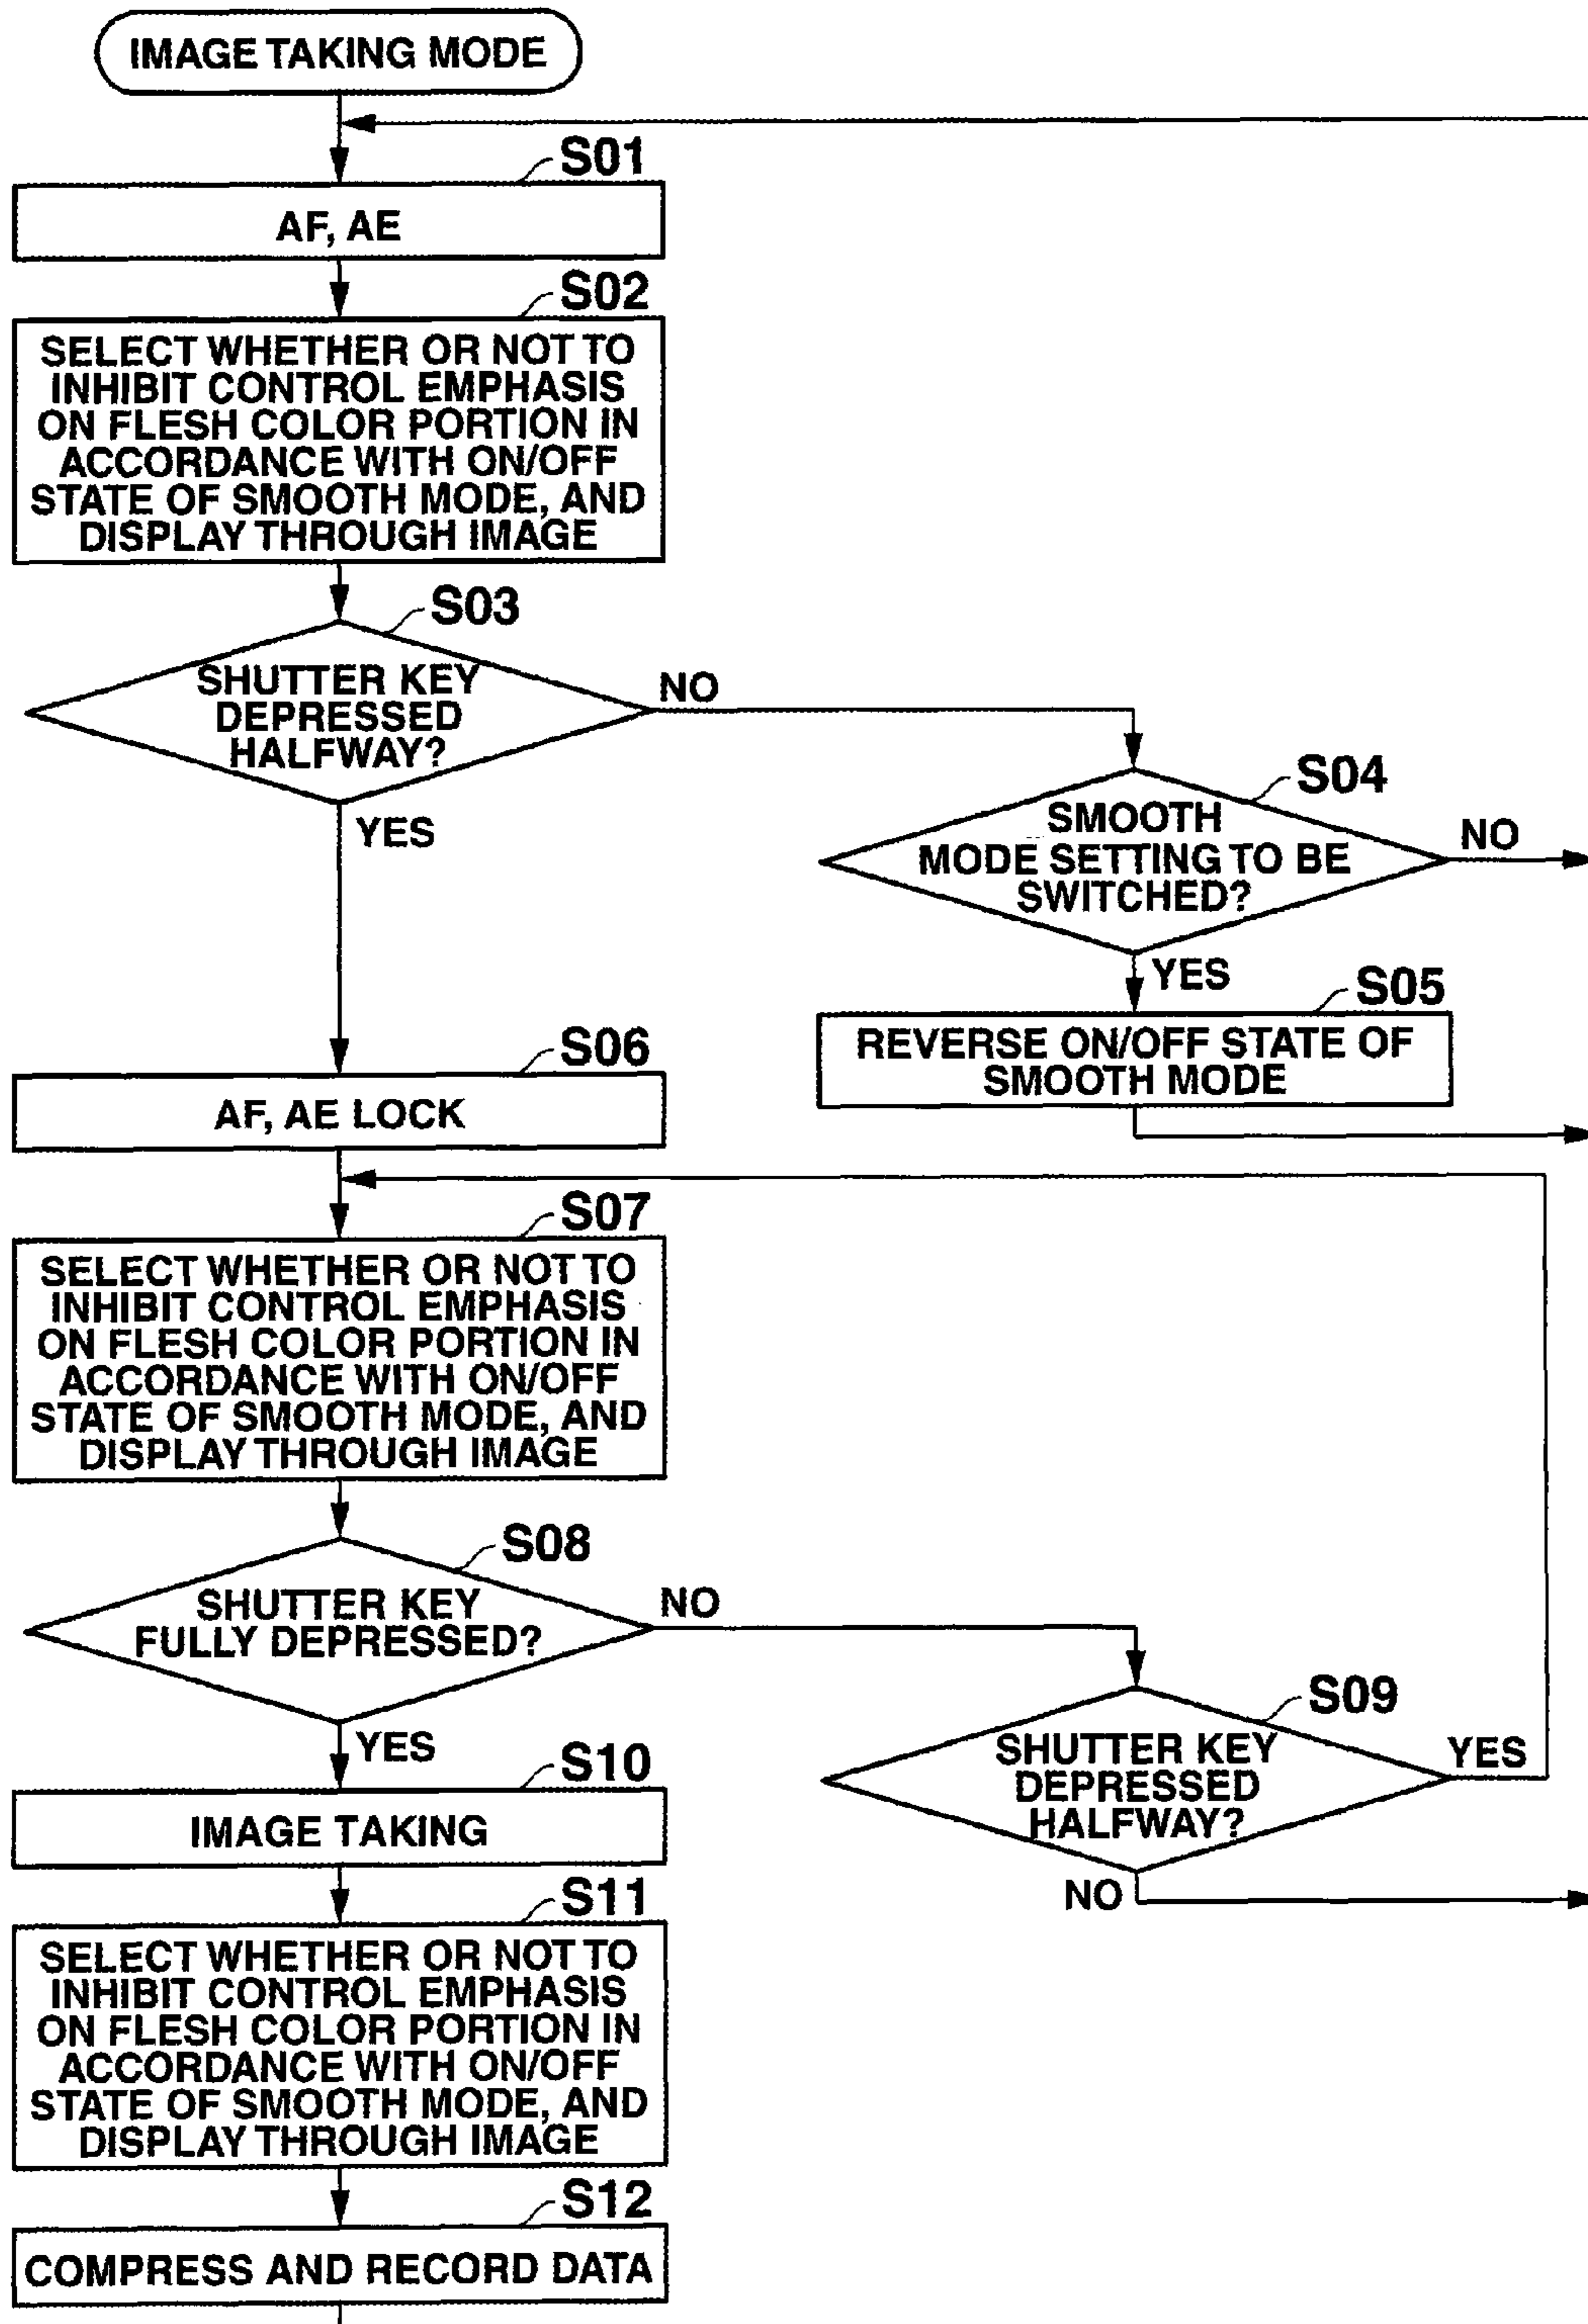 IMAGE TAKING MODE
S01
AF, AE
S02
SELECT WHETHER OR NOT TO
INHIBIT CONTROL EMPHASIS
ON FLESH COLOR PORTION IN
ACCORDANCE WITH ON/OFF
STATE OF SMOOTH MODE, AND
DISPLAY THROUGH IMAGE
S03
SHUTTER KEY
DEPRESSED
HALFWAY?
NO
YES
S04
SMOOTH
MODE SETTING TO BE
SWITCHED?
NO
YES
S05
REVERSE ON/OFF STATE OF
SMOOTH MODE
S06
AF, AE LOCK
S07
SELECT WHETHER OR NOT TO
INHIBIT CONTROL EMPHASIS
ON FLESH COLOR PORTION IN
ACCORDANCE WITH ON/OFF
STATE OF SMOOTH MODE, AND
DISPLAY THROUGH IMAGE
S08
SHUTTER KEY
FULLY DEPRESSED?
NO
YES
S09
SHUTTER KEY
DEPRESSED
HALFWAY?
YES
NO
S10
IMAGE TAKING
S11
SELECT WHETHER OR NOT TO
INHIBIT CONTROL EMPHASIS
ON FLESH COLOR PORTION IN
ACCORDANCE WITH ON/OFF
STATE OF SMOOTH MODE, AND
DISPLAY THROUGH IMAGE
S12
COMPRESS AND RECORD DATA